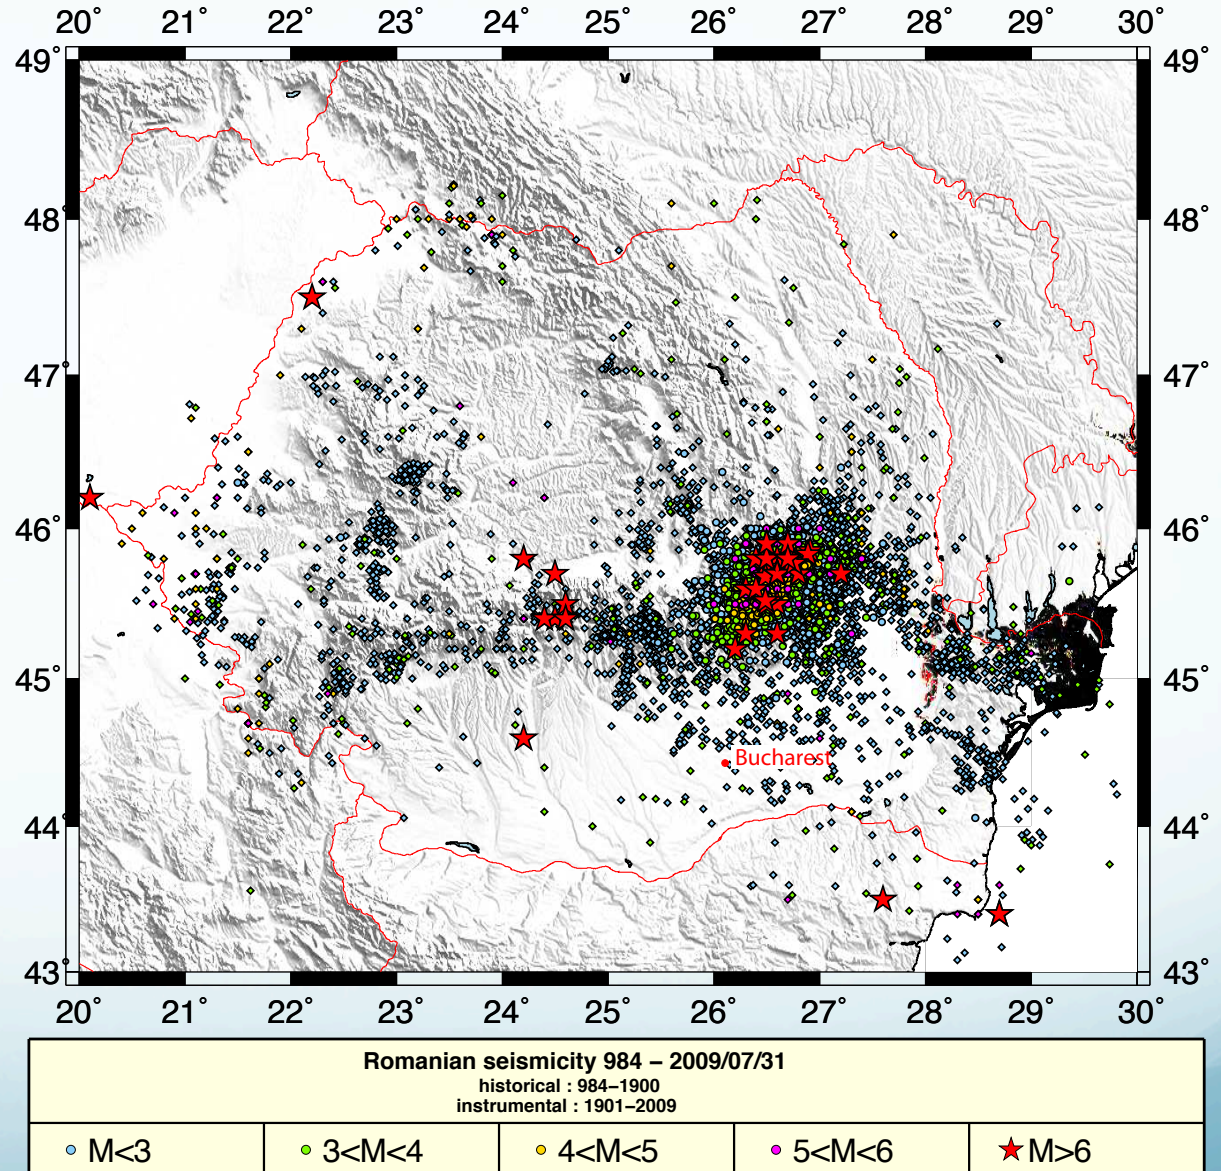 20° 21° 22° 23° 24° 25° 26° 27° 28° 29° 30°
49° 49°
48° 48°
47° 47°
46° 46°
45° 45°
Bucharest
44° 44°
43° 43°
20° 21° 22° 23° 24° 25° 26° 27° 28° 29° 30°
Romanian seismicity 984 – 2009/07/31
historical : 984–1900
instrumental : 1901–2009
M<3 3<M<4 4<M<5 5<M<6 M>6